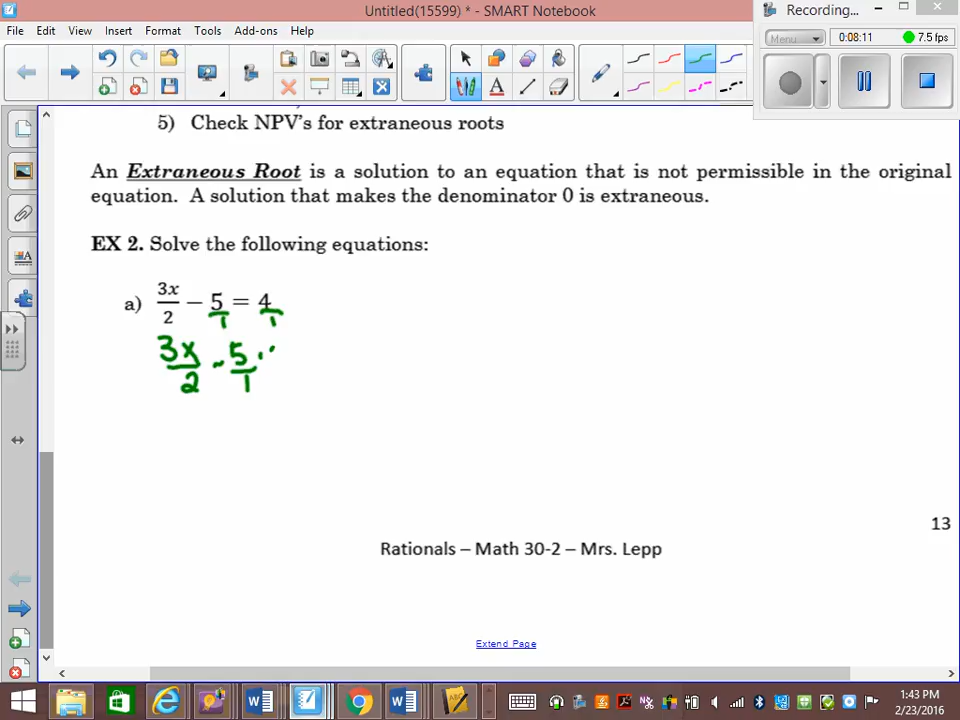 Untitled(15599) * - SMART Notebook
Recording...
File Edit View Insert Format Tools Add-ons Help
Menu 0:08:11 7.5 fps
5) Check NPV's for extraneous roots
An Extraneous Root is a solution to an equation that is not permissible in the original
equation. A solution that makes the denominator 0 is extraneous.
EX 2. Solve the following equations:
a) 3x/2 − 5/1 = 4/1
3x/2 - 5/1
13
Rationals – Math 30-2 – Mrs. Lepp
Extend Page
1:43 PM
2/23/2016